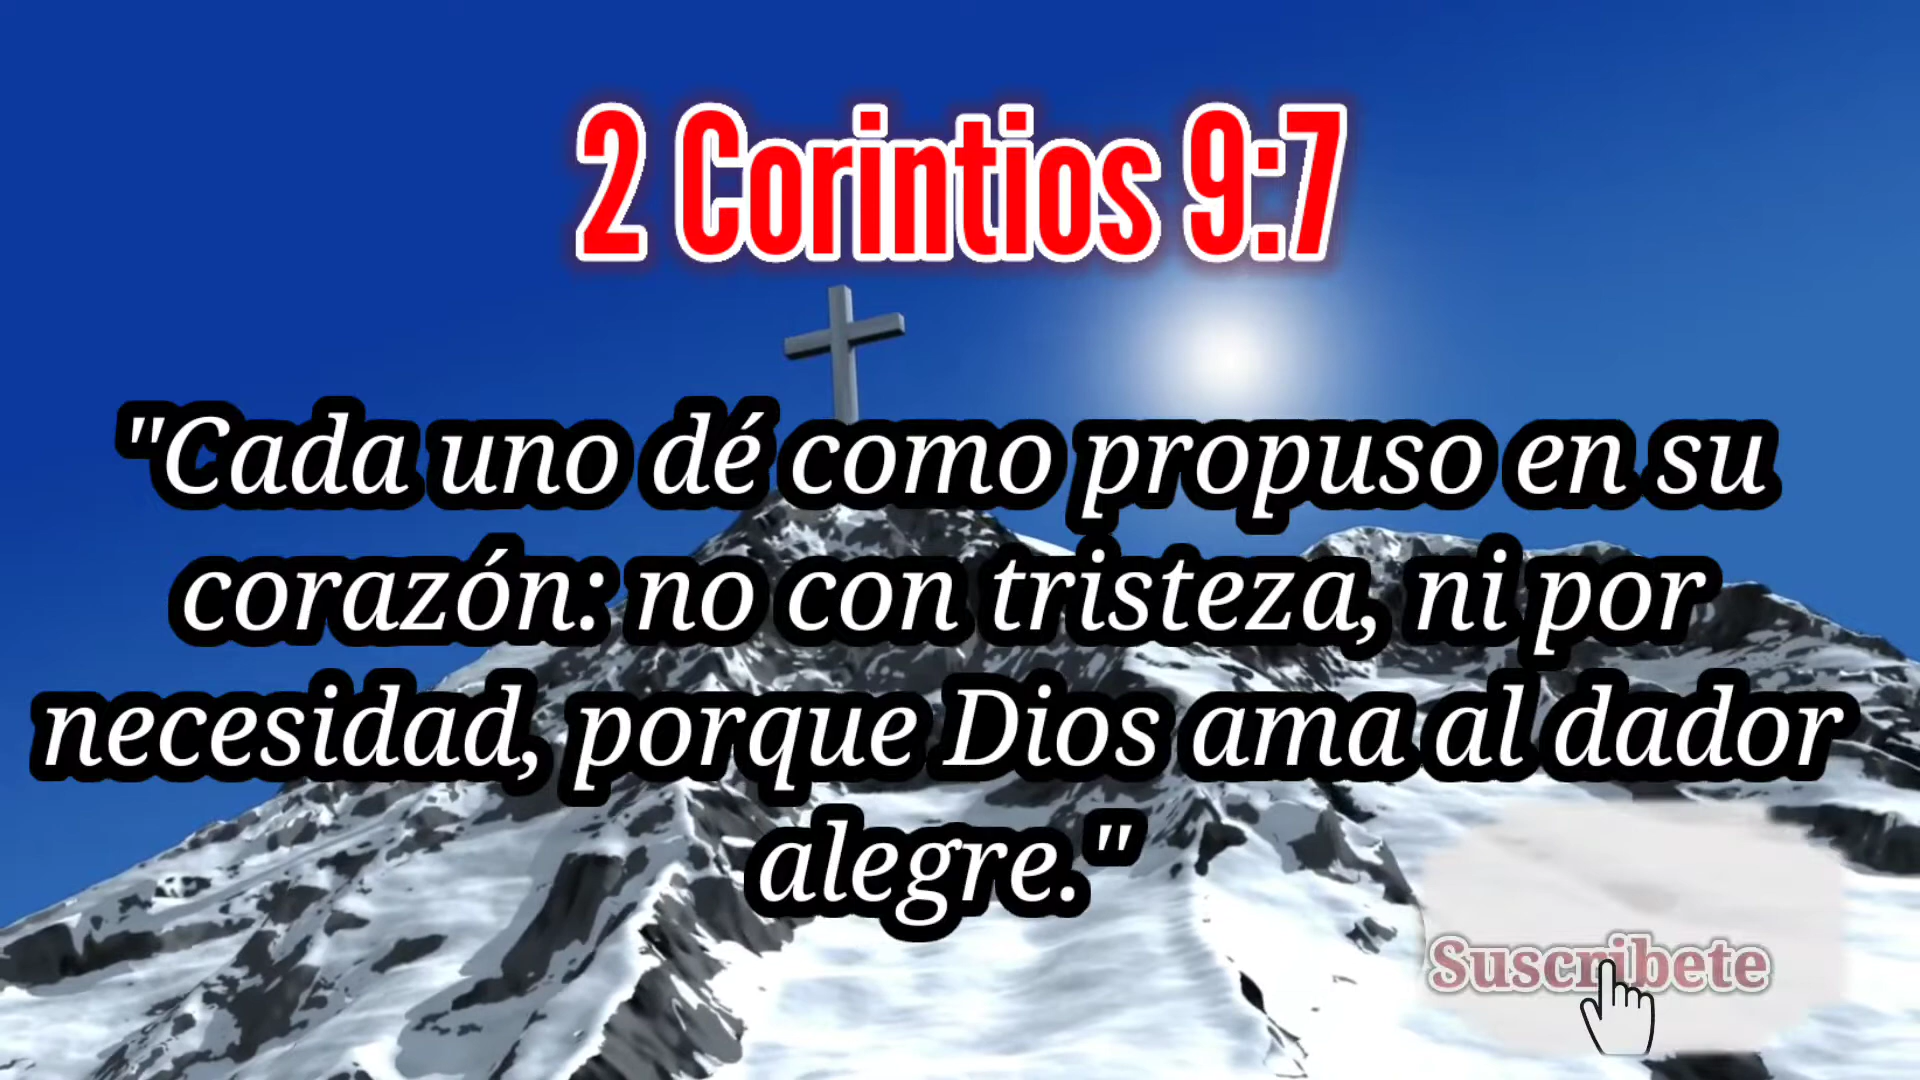 2 Corintios 9:7
"Cada uno dé como propuso en su
corazón: no con tristeza, ni por
necesidad, porque Dios ama al dador
alegre."
Suscribete